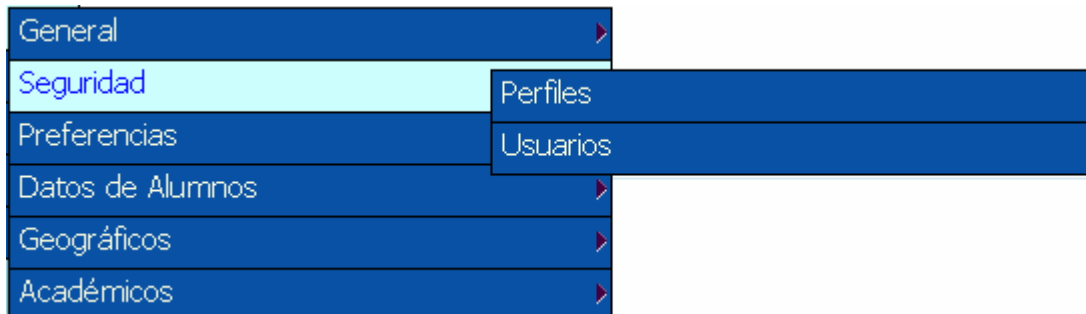 General
Seguridad
Perfiles
Preferencias
Usuarios
Datos de Alumnos
Geográficos
Académicos